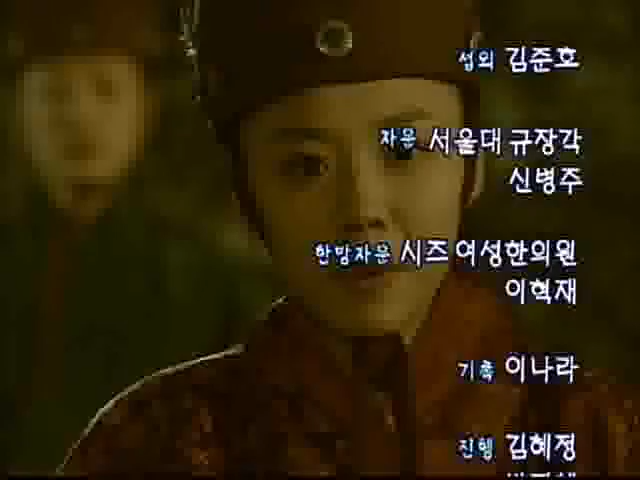 섭외 김준호
자문 서울대 규장각
신병주
한방자문 시즈 여성한의원
이혁재
기록 이나라
진행 김혜정